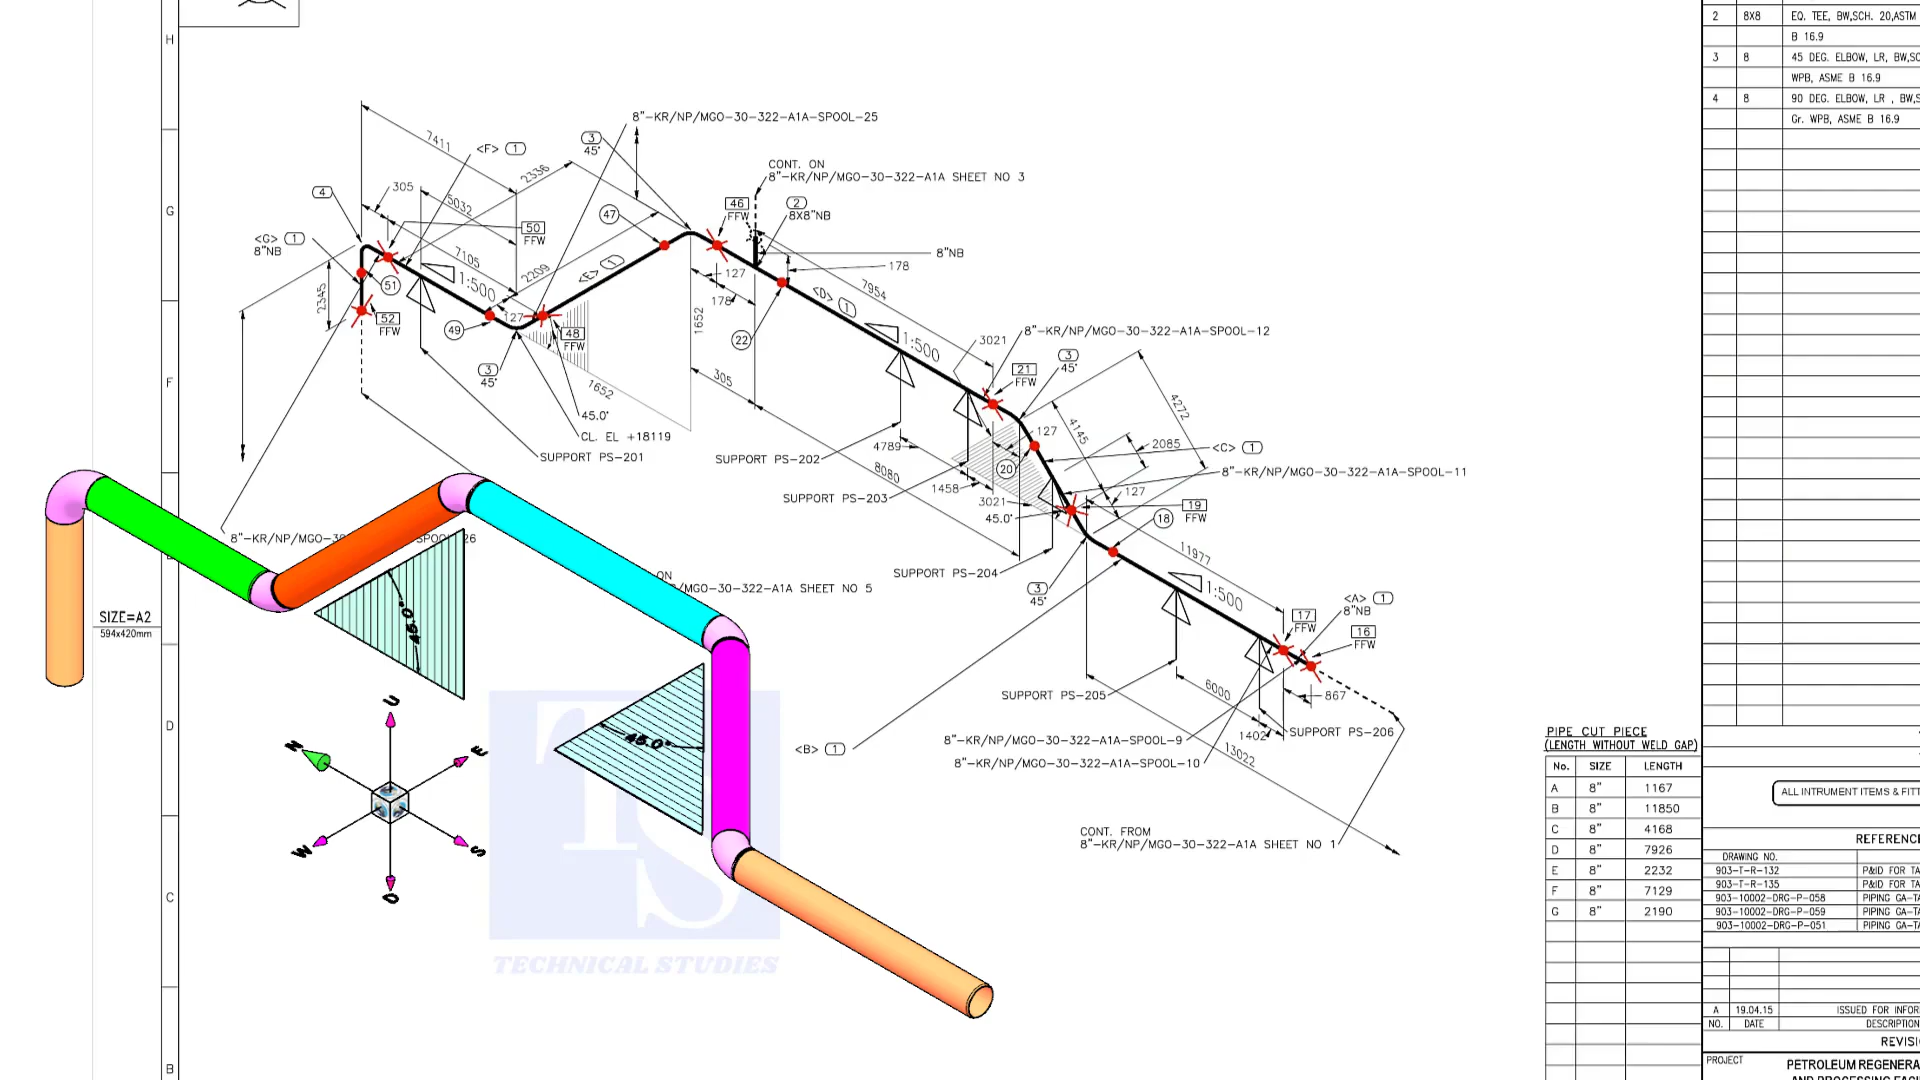 H
G
F
D
C
B
2 8X8 EQ. TEE, BW,SCH. 20,ASTM
B 16.9
3 8 45 DEG. ELBOW, LR, BW,SC
WPB, ASME B 16.9
4 8 90 DEG. ELBOW, LR , BW,S
Gr. WPB, ASME B 16.9
8"-KR/NP/MGO-30-322-A1A-SPOOL-25
7411
<F> 1
3
45°
2336
CONT. ON
8"-KR/NP/MGO-30-322-A1A SHEET NO 3
4
305
5032
47
46
FFW
2
8X8"NB
50
FFW
<G> 1
8"NB
7105
2209
<E> 1
8"NB
178
127
178
51
1:500
2345
52
FFW
49
127
48
FFW
1652
22
7954
<D> 1
1:500
3
45°
1652
45.0°
CL. EL +18119
SUPPORT PS-201
305
8"-KR/NP/MGO-30-322-A1A-SPOOL-12
3021
3
45°
21
FFW
4272
4145
127
2085
<C> 1
8"-KR/NP/MGO-30-322-A1A-SPOOL-11
4789
SUPPORT PS-202
8080
20
SUPPORT PS-203
1458
3021
45.0°
127
19
FFW
18
11977
SUPPORT PS-204
3
45°
1:500
<A> 1
8"NB
17
FFW
16
FFW
SUPPORT PS-205
6000
867
1402
SUPPORT PS-206
13022
<B> 1
8"-KR/NP/MGO-30-322-A1A-SPOOL-9
8"-KR/NP/MGO-30-322-A1A-SPOOL-10
CONT. FROM
8"-KR/NP/MGO-30-322-A1A SHEET NO 1
8"-KR/NP/MGO-3 SPOOL 26
ON
MGO-30-322-A1A SHEET NO 5
SIZE=A2
594x420mm
45.0°
45.0°
U
N
E
W
S
D
TS
TECHNICAL STUDIES
PIPE CUT PIECE
(LENGTH WITHOUT WELD GAP)
No. SIZE LENGTH
A 8" 1167
B 8" 11850
C 8" 4168
D 8" 7926
E 8" 2232
F 8" 7129
G 8" 2190
ALL INTRUMENT ITEMS & FITT
REFERENCE
DRAWING NO.
903-T-R-132 P&ID FOR TA
903-T-R-135 P&ID FOR TA
903-10002-DRG-P-058 PIPING GA-TA
903-10002-DRG-P-059 PIPING GA-TA
903-10002-DRG-P-051 PIPING GA-TA
A 19.04.15 ISSUED FOR INFOR
NO. DATE DESCRIPTION
REVISI
PROJECT PETROLEUM REGENERA
AND PROCESSING FACIL